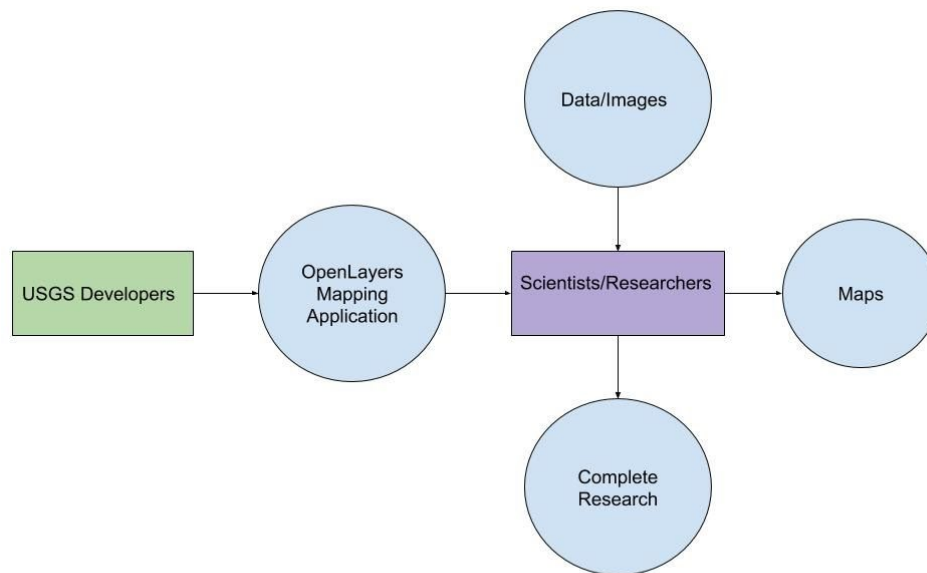 Data/Images
USGS Developers
OpenLayers
Mapping
Application
Scientists/Researchers
Maps
Complete
Research